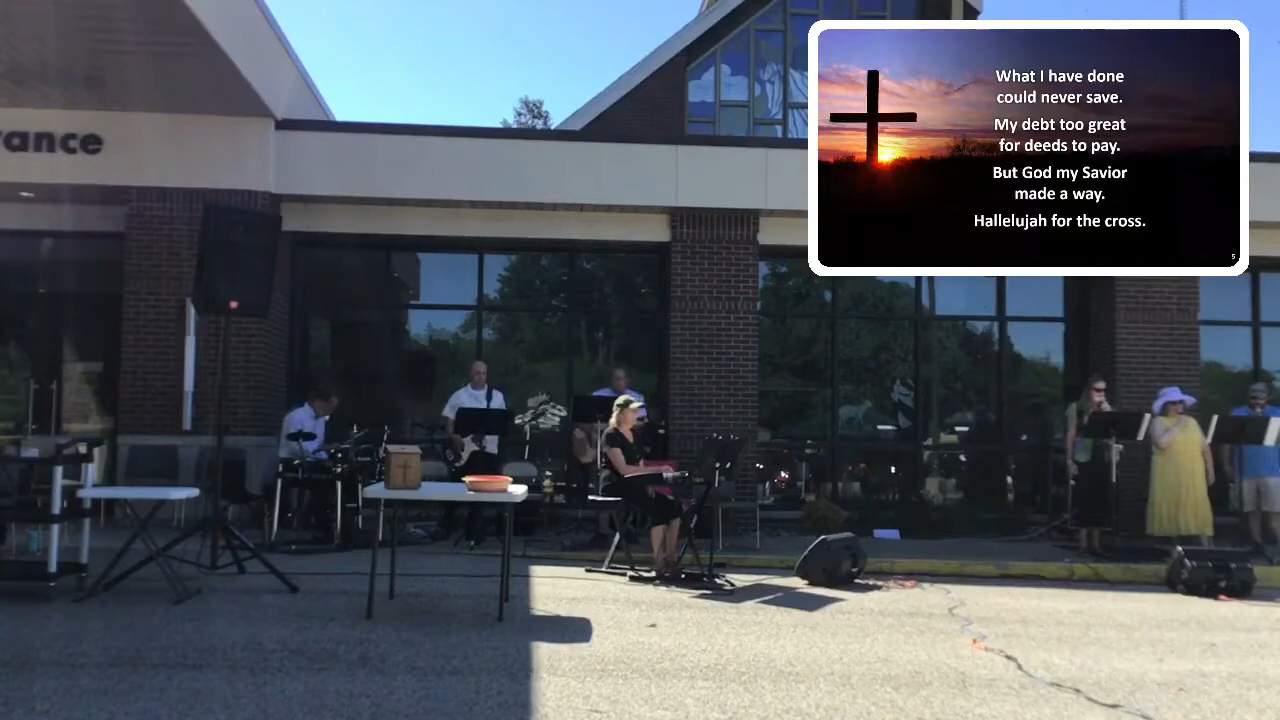 rance
What I have done
could never save.
My debt too great
for deeds to pay.
But God my Savior
made a way.
Hallelujah for the cross.
5